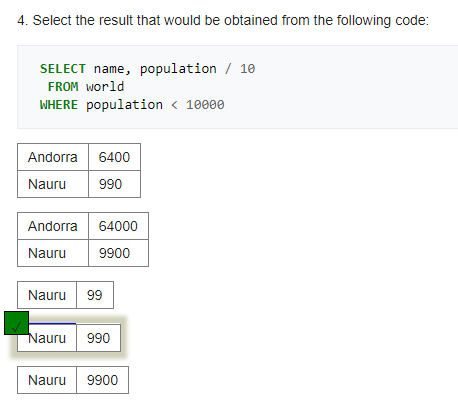 4. Select the result that would be obtained from the following code:
SELECT name, population / 10
FROM world
WHERE population < 10000
Andorra 6400
Nauru 990
Andorra 64000
Nauru 9900
Nauru 99
Nauru 990
Nauru 9900